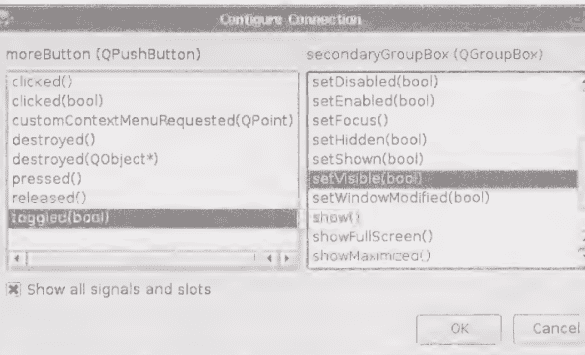 Configure Connection
moreButton (QPushButton)
secondaryGroupBox (QGroupBox)
clicked()
clicked(bool)
customContextMenuRequested(QPoint)
destroyed()
destroyed(QObject*)
pressed()
released()
toggled(bool)
setDisabled(bool)
setEnabled(bool)
setFocus()
setHidden(bool)
setShown(bool)
setVisible(bool)
setWindowModified(bool)
show()
showFullScreen()
showMaximized()
Show all signals and slots
OK
Cancel